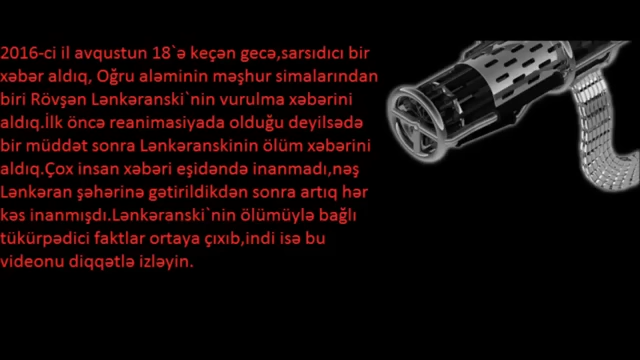 2016-ci il avqustun 18`ə keçən gecə,sarsıdıcı bir
xəbər aldıq, Oğru aləminin məşhur simalarından
biri Rövşən Lənkəranski`nin vurulma xəbərini
aldıq.İlk öncə reanimasiyada olduğu deyilsədə
bir müddət sonra Lənkəranskinin ölüm xəbərini
aldıq.Çox insan xəbəri eşidəndə inanmadı,nəş
Lənkəran şəhərinə gətirildikdən sonra artıq hər
kəs inanmışdı.Lənkəranski`nin ölümüylə bağlı
tükürpədici faktlar ortaya çıxıb,indi isə bu
videonu diqqətlə izləyin.